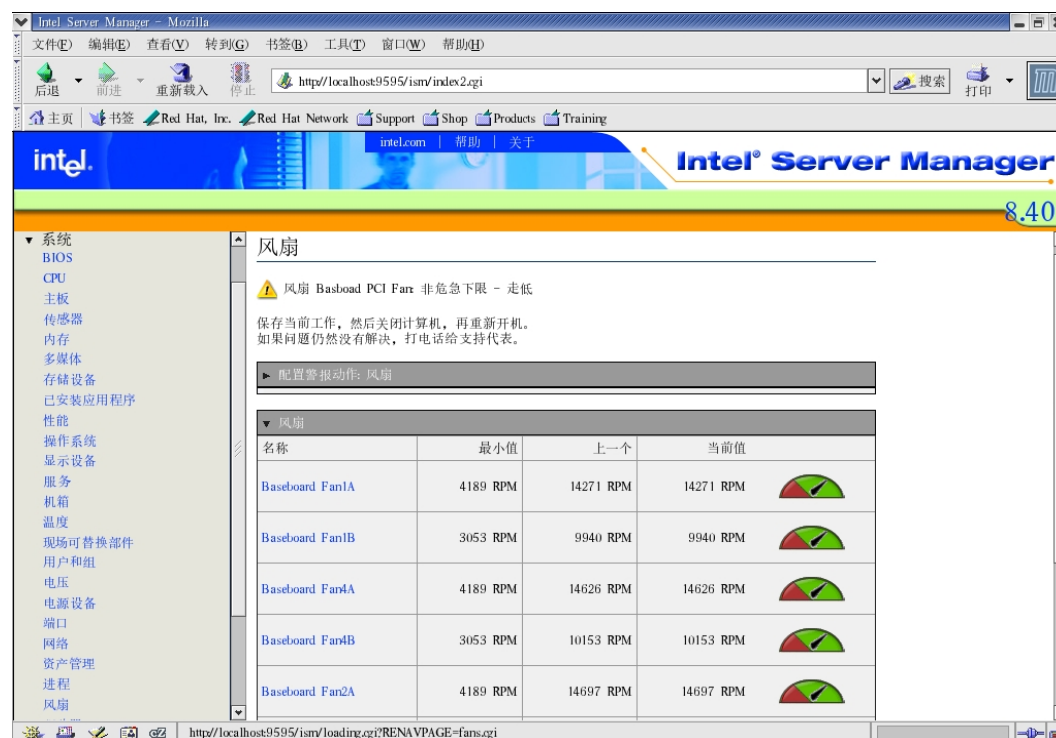 Intel Server Manager - Mozilla
文件(F) 编辑(E) 查看(V) 转到(G) 书签(B) 工具(T) 窗口(W) 帮助(H)
后退 前进 重新载入 停止 http://localhost:9595/ism/index2.cgi 搜索 打印
主页 书签 Red Hat, Inc. Red Hat Network Support Shop Products Training
intel.com | 帮助 | 关于
intel. Intel® Server Manager
8.40
系统
BIOS
CPU
主板
传感器
内存
多媒体
存储设备
已安装应用程序
性能
操作系统
显示设备
服务
机箱
温度
现场可替换部件
用户和组
电压
电源设备
端口
网络
资产管理
进程
风扇
风扇
风扇 Basboad PCI Fan: 非危急下限 - 走低
保存当前工作，然后关闭计算机，再重新开机。
如果问题仍然没有解决，打电话给支持代表。
配置警报动作: 风扇
风扇
名称 最小值 上一个 当前值
Baseboard Fan1A 4189 RPM 14271 RPM 14271 RPM
Baseboard Fan1B 3053 RPM 9940 RPM 9940 RPM
Baseboard Fan4A 4189 RPM 14626 RPM 14626 RPM
Baseboard Fan4B 3053 RPM 10153 RPM 10153 RPM
Baseboard Fan2A 4189 RPM 14697 RPM 14697 RPM
http://localhost:9595/ism/loading.cgi?RENAVPAGE=fans.cgi